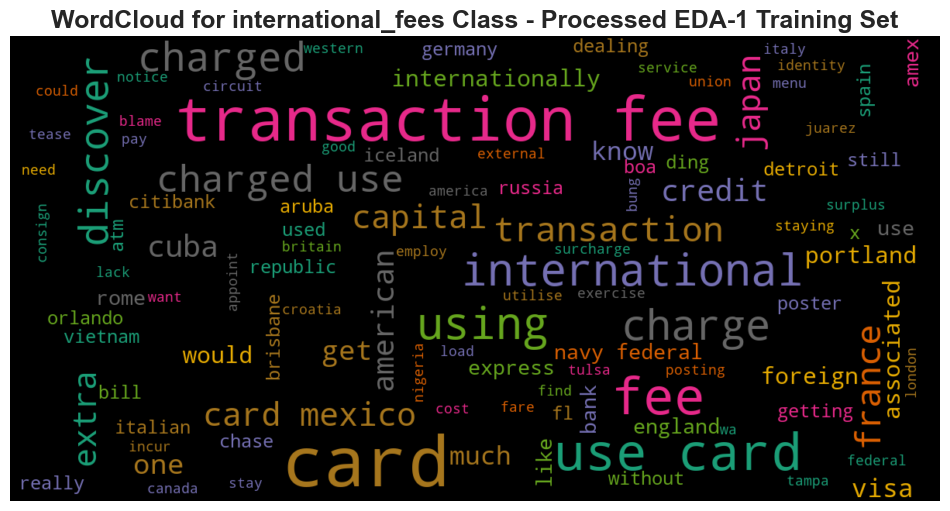 WordCloud for international_fees Class - Processed EDA-1 Training Set
charged
western
germany
dealing
italy
amex
notice
circuit
internationally
service
union
identity
menu
spain
could
discover
transaction fee
japan
tease
blame
pay
good
iceland
external
know
juarez
need
charged use
america
russia
boa
ding
detroit
still
credit
bung
citibank
aruba
capital
transaction
surplus
consign
atm
used
staying
x
use
cuba
britain
employ
surcharge
portland
lack
republic
international
appoint
american
rome
want
utilise
exercise
poster
associated
orlando
croatia
using
charge
vietnam
brisbane
would
get
load
navy federal
france
foreign
london
nigeria
express
tulsa
posting
extra
bill
find
fee
card mexico
cost
fare
fl
bank
getting
italian
england
wa
chase
incur
one
card
much
like
use card
federal
really
canada
stay
without
tampa
visa